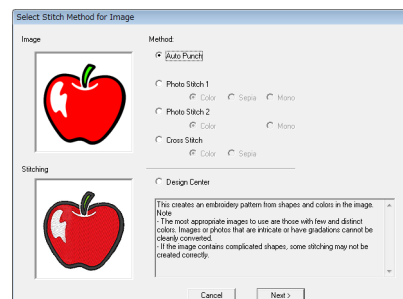 Select Stitch Method for Image
Image
Method:
Auto Punch
Photo Stitch 1
Color Sepia Mono
Photo Stitch 2
Color Mono
Cross Stitch
Color Sepia
Stitching
Design Center
This creates an embroidery pattern from shapes and colors in the image.
Note
- The most appropriate images to use are those with few and distinct
colors. Images or photos that are intricate or have gradations cannot be
cleanly converted.
- If the image contains complicated shapes, some stitching may not be
created correctly.
Cancel Next >